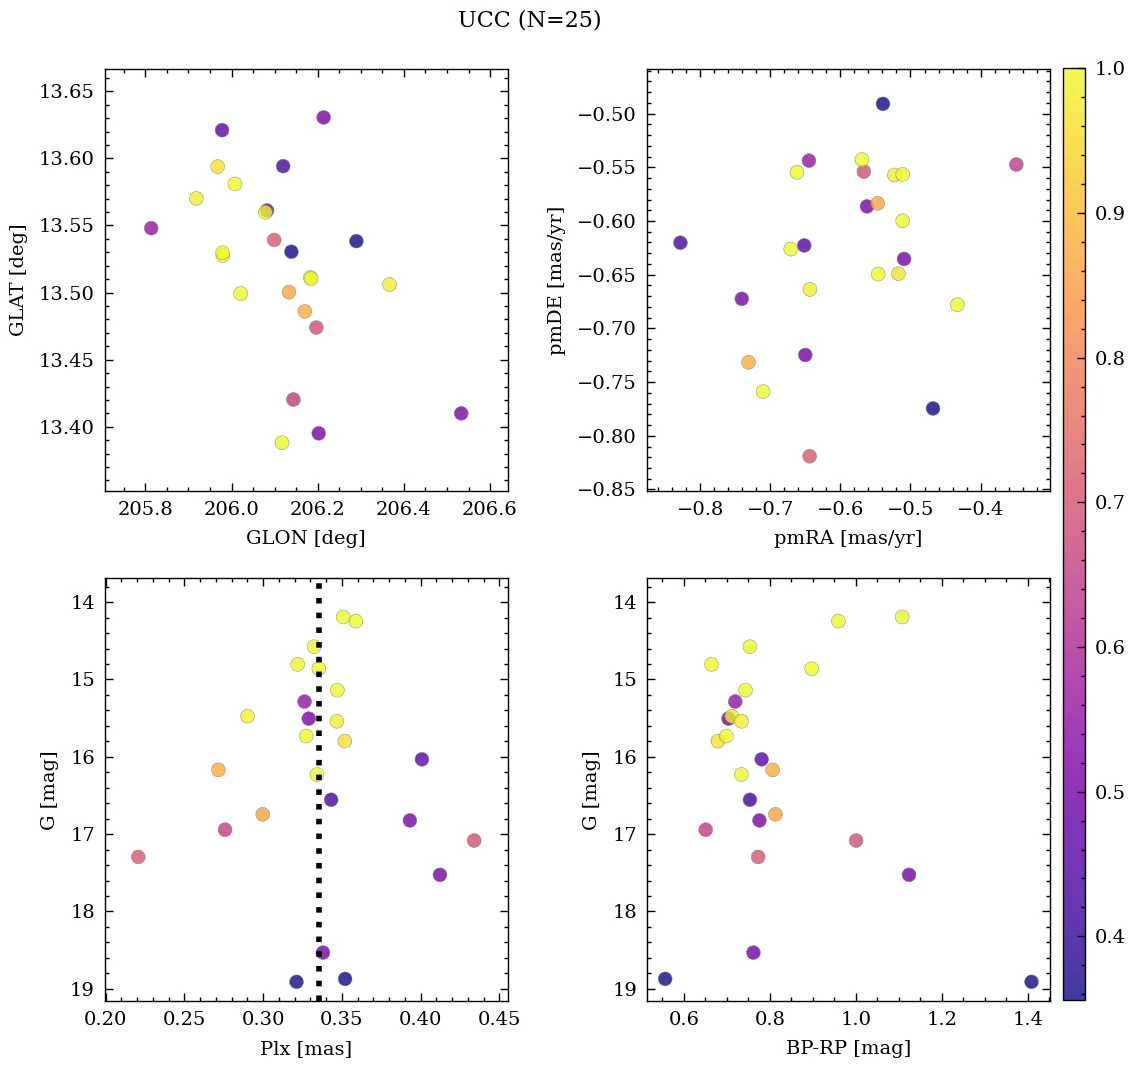 UCC (N=25)
13.65
13.60
13.55
13.50
13.45
13.40
GLAT [deg]
205.8 206.0 206.2 206.4 206.6
GLON [deg]
−0.50
−0.55
−0.60
−0.65
−0.70
−0.75
−0.80
−0.85
pmDE [mas/yr]
−0.8 −0.7 −0.6 −0.5 −0.4
pmRA [mas/yr]
1.0
0.9
0.8
0.7
0.6
0.5
0.4
14
15
16
17
18
19
G [mag]
0.20 0.25 0.30 0.35 0.40 0.45
Plx [mas]
14
15
16
17
18
19
G [mag]
0.6 0.8 1.0 1.2 1.4
BP-RP [mag]